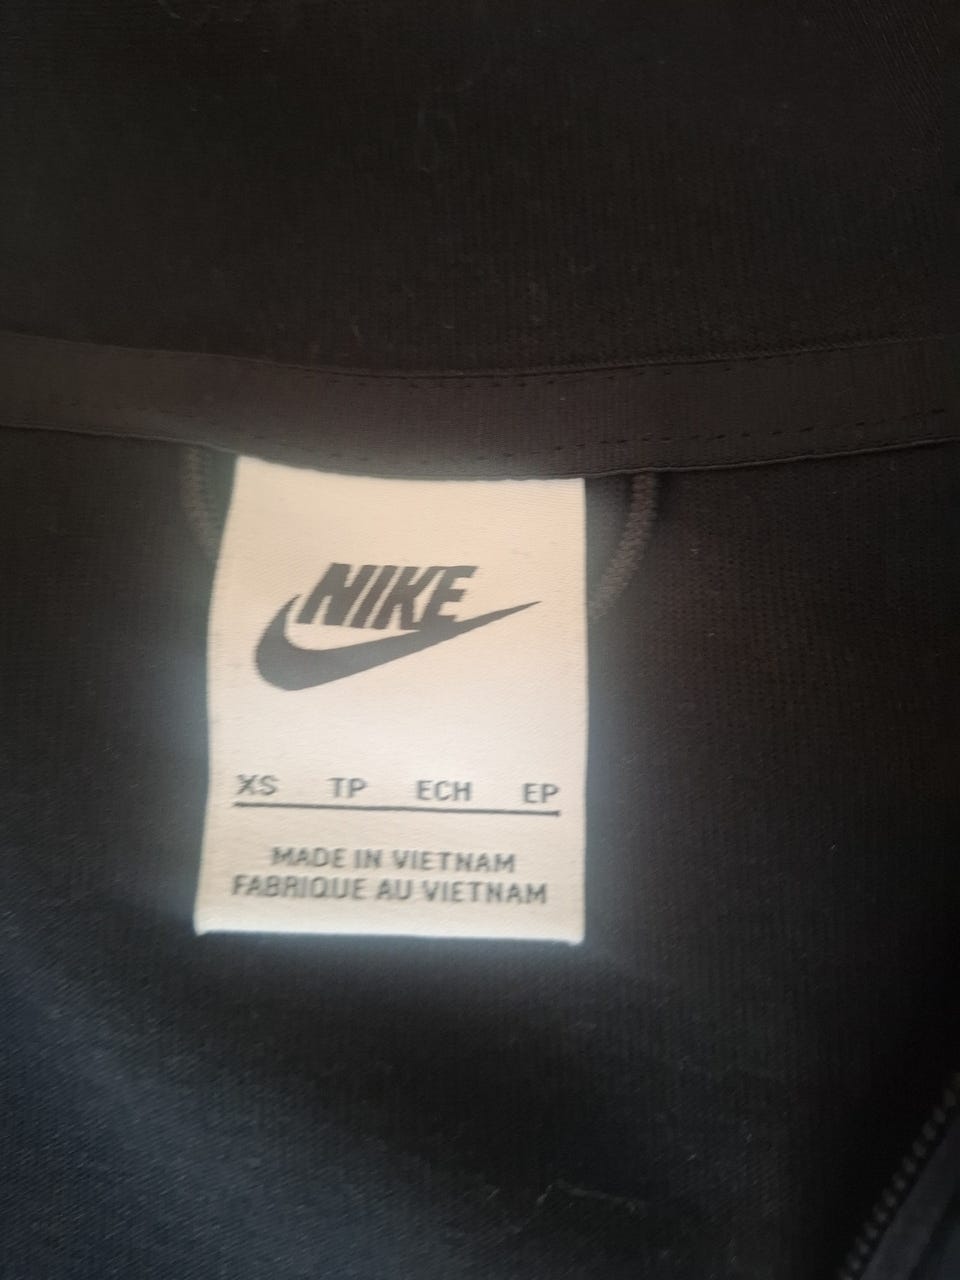 NIKE
XS TP ECH EP
MADE IN VIETNAM
FABRIQUE AU VIETNAM